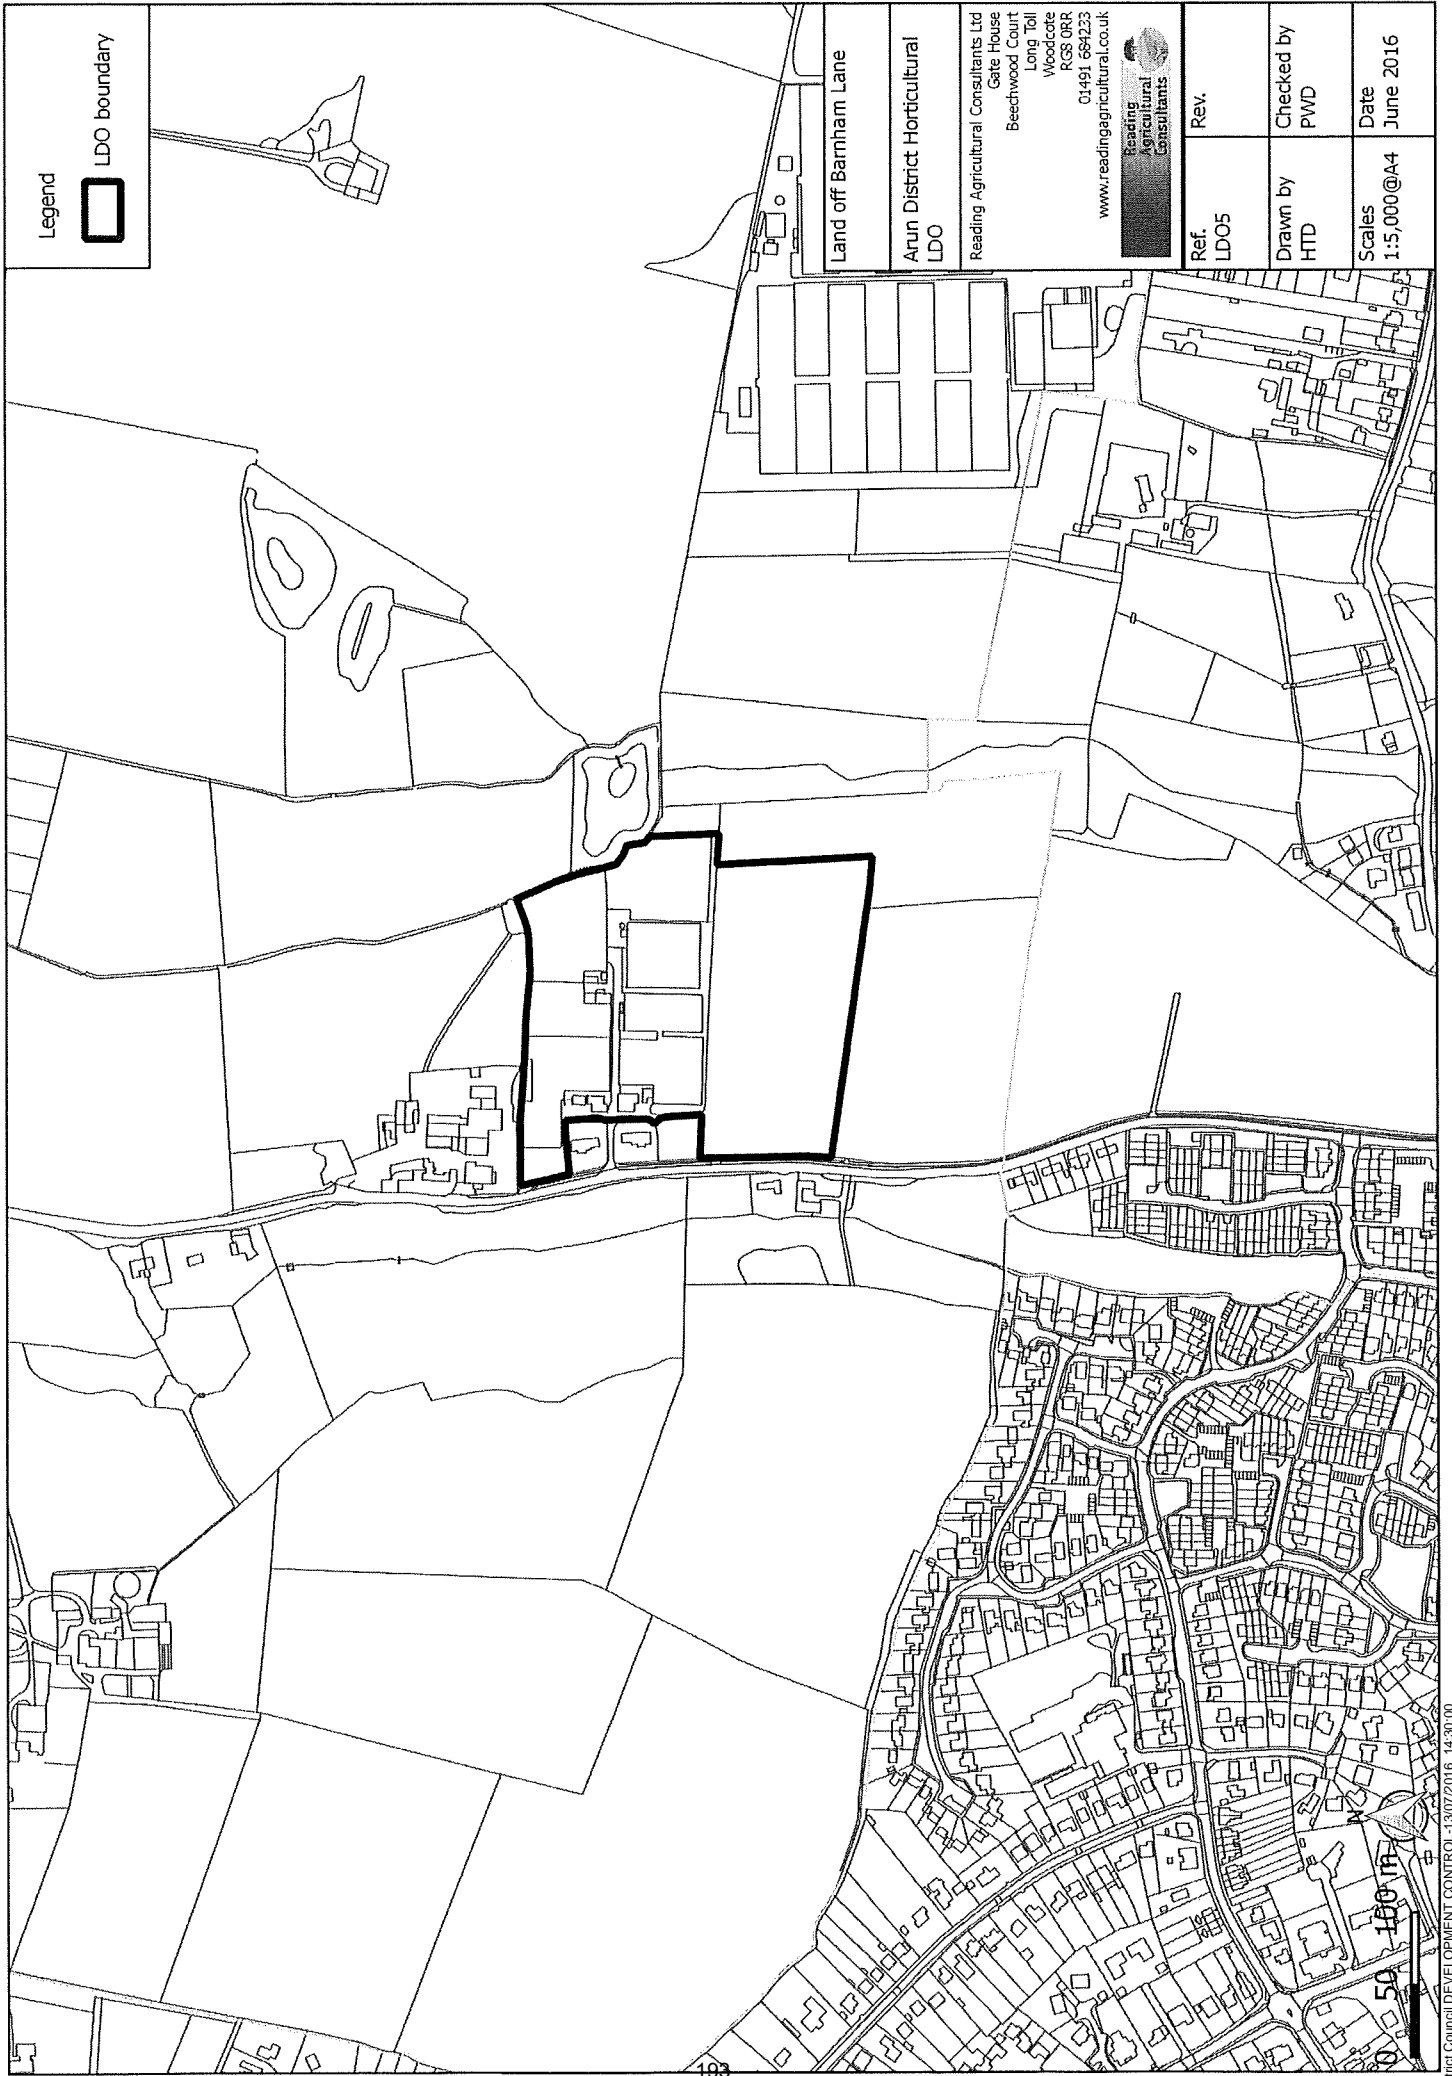 Legend
LDO boundary
Land off Barnham Lane
Arun District Horticultural
LDO
Reading Agricultural Consultants Ltd
Gate House
Beechwood Court
Long Toll
Woodcote
RG8 0RR
01491 684233
www.readingagricultural.co.uk
Reading
Agricultural
Consultants
Ref.
LDO5
Rev.
Drawn by
HTD
Checked by
PWD
Scales
1:5,000@A4
Date
June 2016
N
0 50 100 m
193
trict Council DEVELOPMENT CONTROL -13/07/2016 14:30:00